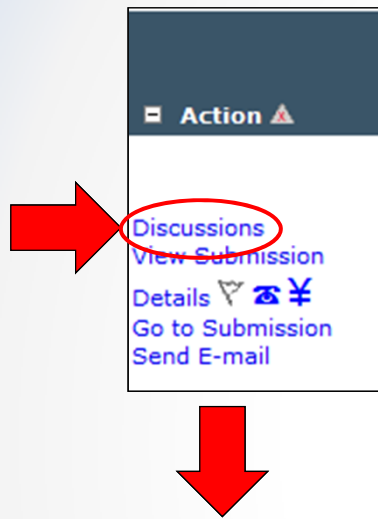 Action
Discussions
View Submission
Details ☎ ¥
Go to Submission
Send E-mail